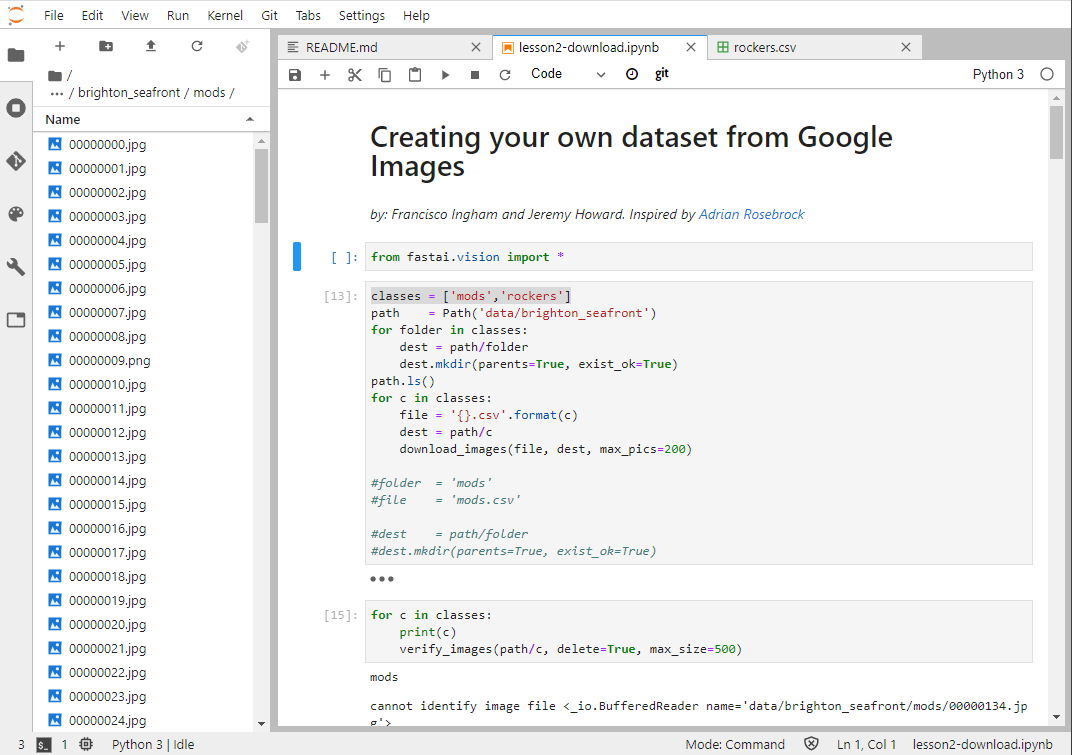 File Edit View Run Kernel Git Tabs Settings Help
README.md
lesson2-download.ipynb
rockers.csv
Code
git
Python 3
/
··· / brighton_seafront / mods /
Name
00000000.jpg
00000001.jpg
00000002.jpg
00000003.jpg
00000004.jpg
00000005.jpg
00000006.jpg
00000007.jpg
00000008.jpg
00000009.png
00000010.jpg
00000011.jpg
00000012.jpg
00000013.jpg
00000014.jpg
00000015.jpg
00000016.jpg
00000017.jpg
00000018.jpg
00000019.jpg
00000020.jpg
00000021.jpg
00000022.jpg
00000023.jpg
00000024.jpg
Creating your own dataset from Google
Images
by: Francisco Ingham and Jeremy Howard. Inspired by Adrian Rosebrock
[ ]: from fastai.vision import *
[13]: classes = ['mods','rockers']
path    = Path('data/brighton_seafront')
for folder in classes:
    dest = path/folder
    dest.mkdir(parents=True, exist_ok=True)
path.ls()
for c in classes:
    file = '{}.csv'.format(c)
    dest = path/c
    download_images(file, dest, max_pics=200)
#folder  = 'mods'
#file    = 'mods.csv'
#dest    = path/folder
#dest.mkdir(parents=True, exist_ok=True)
[15]: for c in classes:
    print(c)
    verify_images(path/c, delete=True, max_size=500)
mods
cannot identify image file <_io.BufferedReader name='data/brighton_seafront/mods/00000134.jp
g'>
3 $_ 1 Python 3 | Idle
Mode: Command Ln 1, Col 1 lesson2-download.ipynb